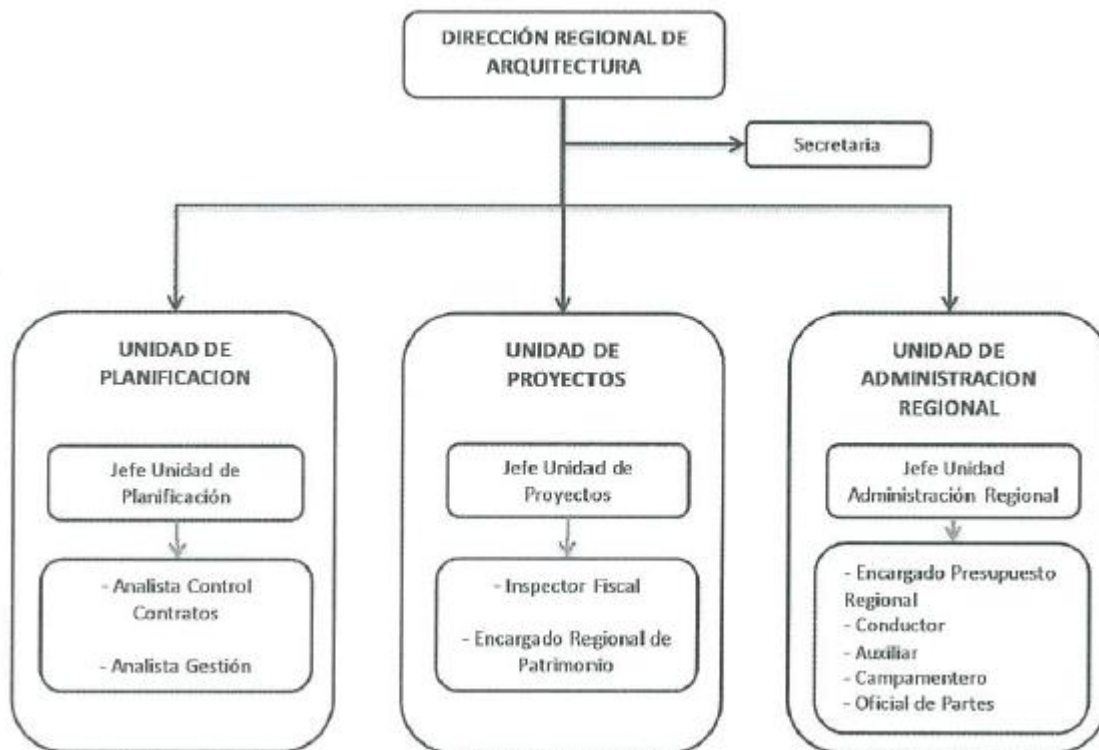 DIRECCIÓN REGIONAL DE
ARQUITECTURA
Secretaria
UNIDAD DE
PLANIFICACION
Jefe Unidad de
Planificación
- Analista Control
Contratos
- Analista Gestión
UNIDAD DE
PROYECTOS
Jefe Unidad de
Proyectos
- Inspector Fiscal
- Encargado Regional de
Patrimonio
UNIDAD DE
ADMINISTRACION
REGIONAL
Jefe Unidad
Administración Regional
- Encargado Presupuesto
Regional
- Conductor
- Auxiliar
- Campamentero
- Oficial de Partes